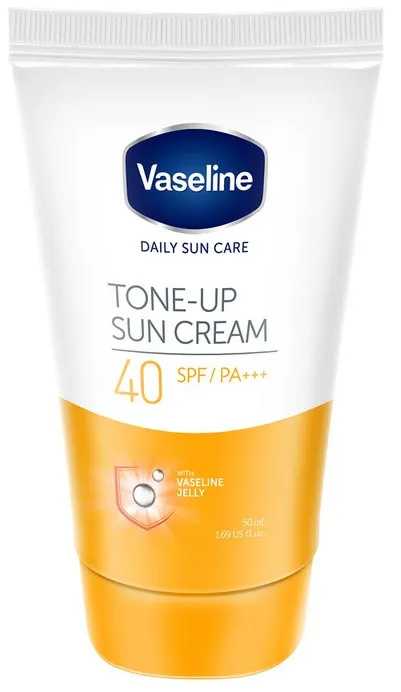 Vaseline
DAILY SUN CARE
TONE-UP
SUN CREAM
40 SPF/PA+++
WITH
VASELINE
JELLY
50 ml
1.69 US fl.oz.